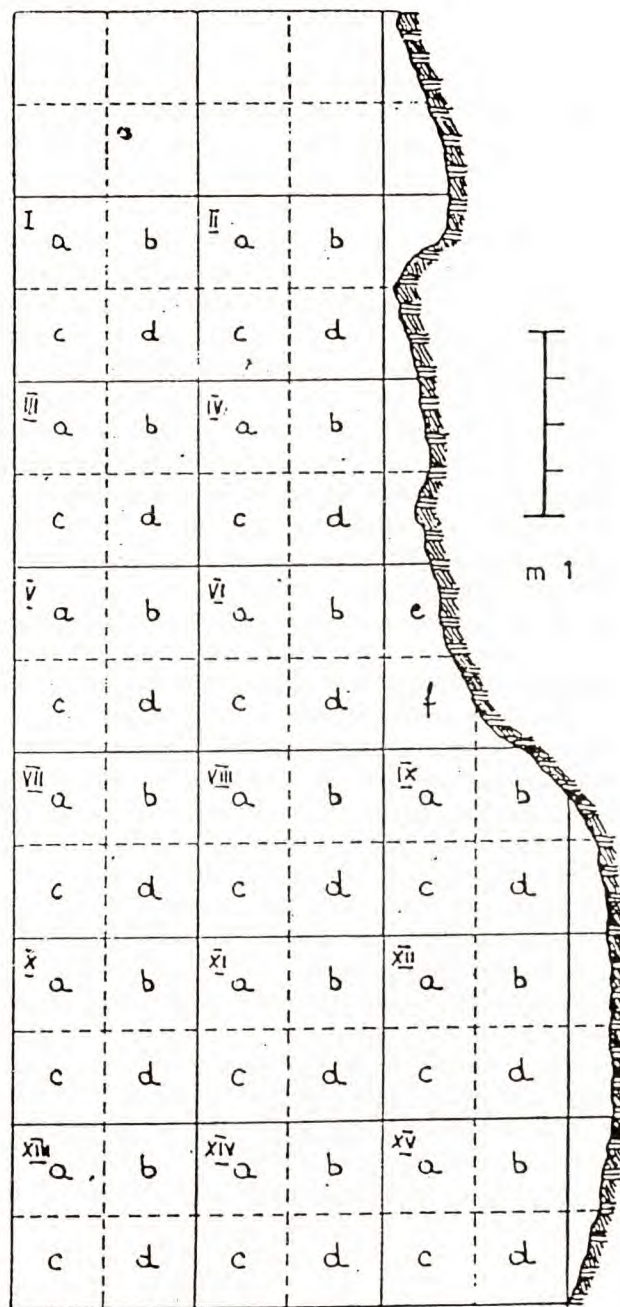 a
I a b II a b
c d c d
III a b IV a b
c d c d
m 1
V a b VI a b e
c d c d f
VII a b VIII a b IX a b
c d c d c d
X a b XI a b XII a b
c d c d c d
XIII a b XIV a b XV a b
c d c d c d